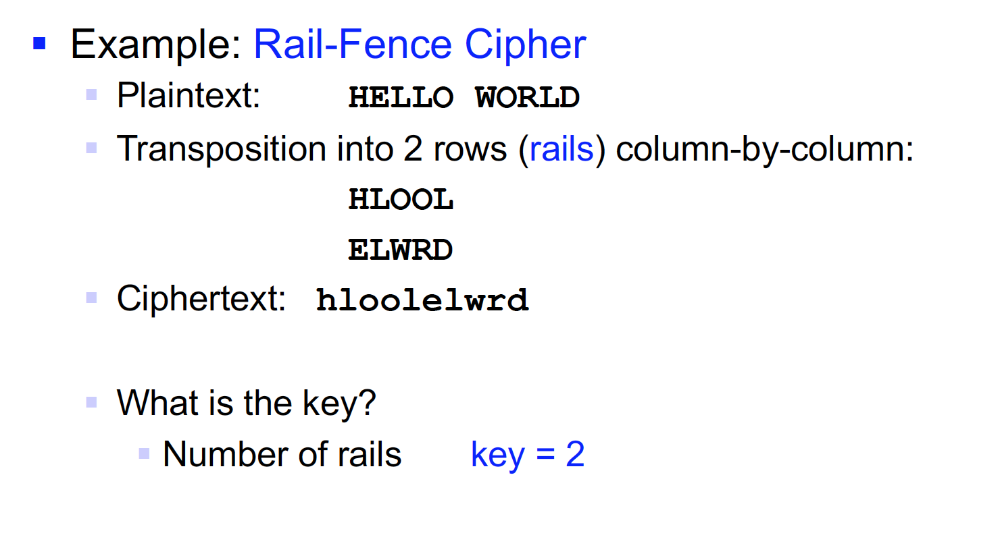 Example: Rail-Fence Cipher
Plaintext: HELLO WORLD
Transposition into 2 rows (rails) column-by-column:
HLOOL
ELWRD
Ciphertext: hloolelwrd
What is the key?
Number of rails key = 2